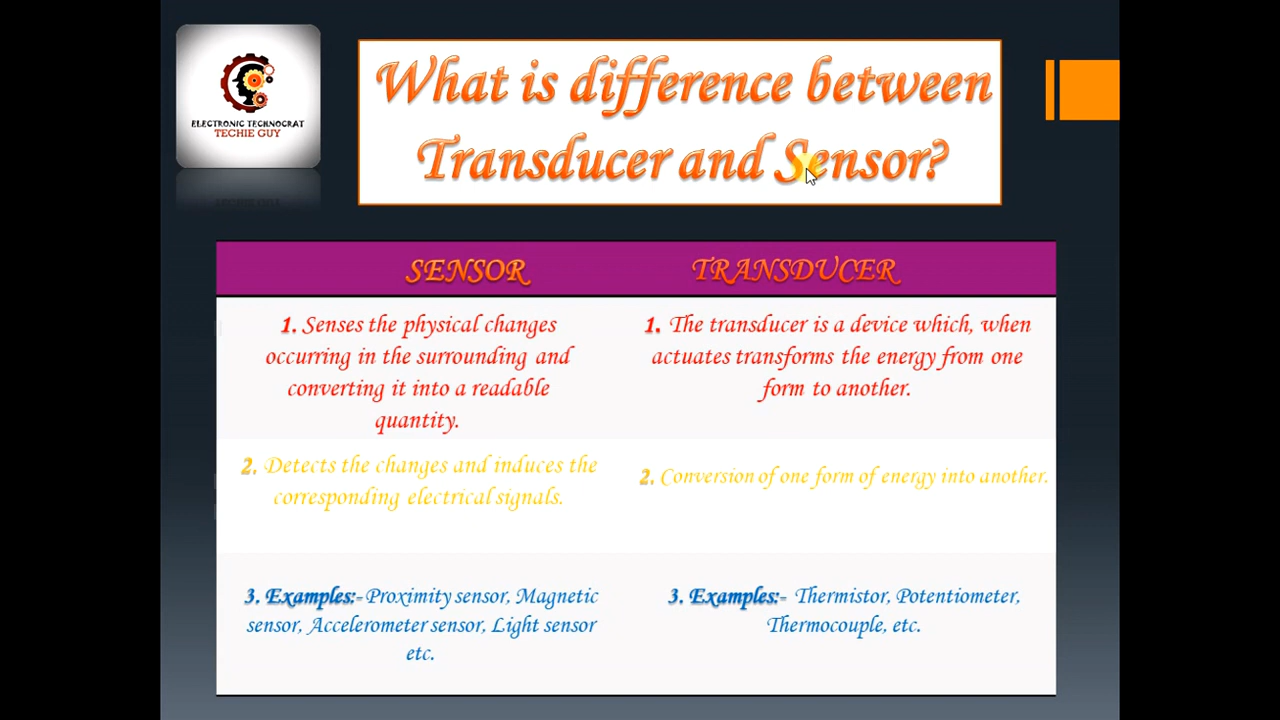 ELECTRONIC TECHNOCRAT
TECHIE GUY
What is difference between
Transducer and Sensor?
SENSOR
TRANSDUCER
1. Senses the physical changes
occurring in the surrounding and
converting it into a readable
quantity.
1. The transducer is a device which, when
actuates transforms the energy from one
form to another.
2. Detects the changes and induces the
corresponding electrical signals.
2. Conversion of one form of energy into another.
3. Examples:- Proximity sensor, Magnetic
sensor, Accelerometer sensor, Light sensor
etc.
3. Examples:- Thermistor, Potentiometer,
Thermocouple, etc.